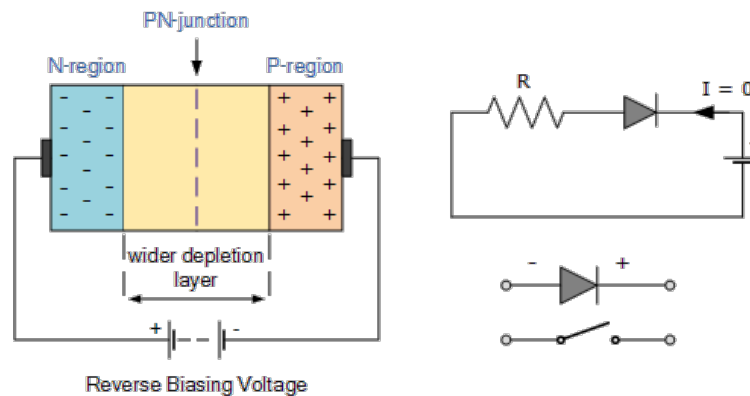 PN-junction
N-region
P-region
wider depletion
layer
+ -
Reverse Biasing Voltage
R
I = 0
- +